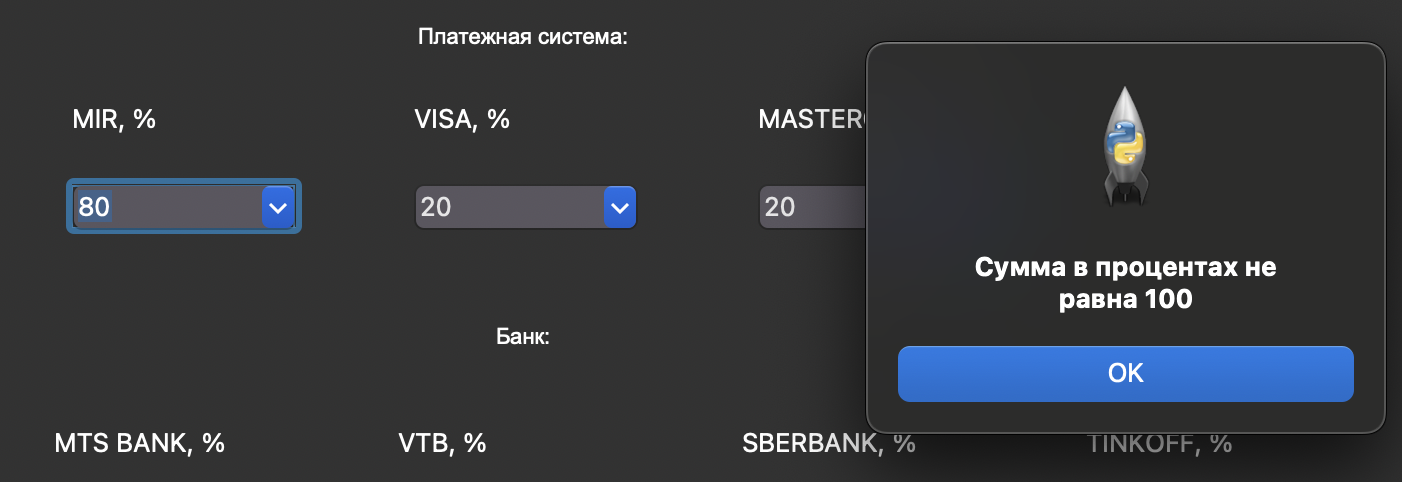 Платежная система:
MIR, %
VISA, %
80
20
20
Сумма в процентах не
равна 100
OK
Банк:
MTS BANK, %
VTB, %
SBERBANK, %
TINKOFF, %